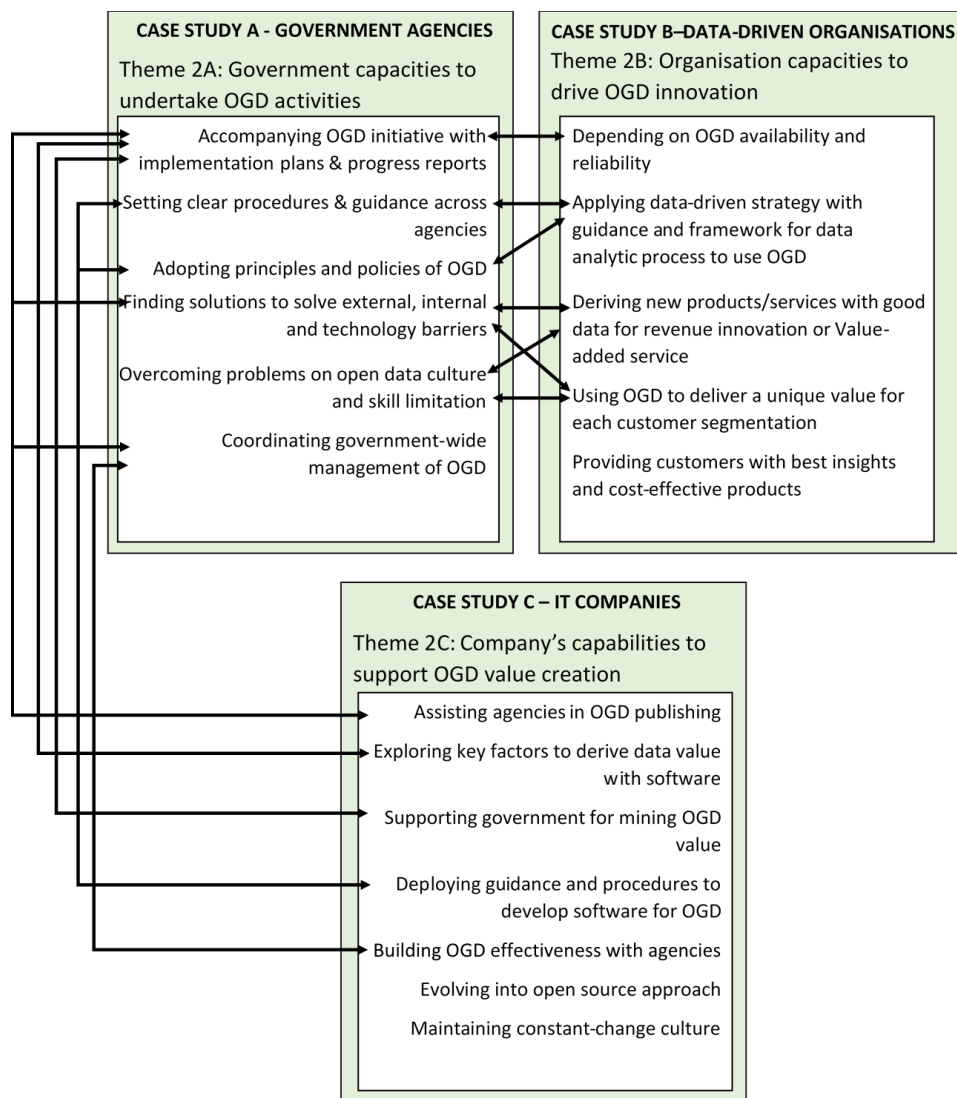 CASE STUDY A - GOVERNMENT AGENCIES
Theme 2A: Government capacities to
undertake OGD activities
Accompanying OGD initiative with
implementation plans & progress reports
Setting clear procedures & guidance across
agencies
Adopting principles and policies of OGD
Finding solutions to solve external, internal
and technology barriers
Overcoming problems on open data culture
and skill limitation
Coordinating government-wide
management of OGD
CASE STUDY B–DATA-DRIVEN ORGANISATIONS
Theme 2B: Organisation capacities to
drive OGD innovation
Depending on OGD availability and
reliability
Applying data-driven strategy with
guidance and framework for data
analytic process to use OGD
Deriving new products/services with good
data for revenue innovation or Value-
added service
Using OGD to deliver a unique value for
each customer segmentation
Providing customers with best insights
and cost-effective products
CASE STUDY C – IT COMPANIES
Theme 2C: Company’s capabilities to
support OGD value creation
Assisting agencies in OGD publishing
Exploring key factors to derive data value
with software
Supporting government for mining OGD
value
Deploying guidance and procedures to
develop software for OGD
Building OGD effectiveness with agencies
Evolving into open source approach
Maintaining constant-change culture